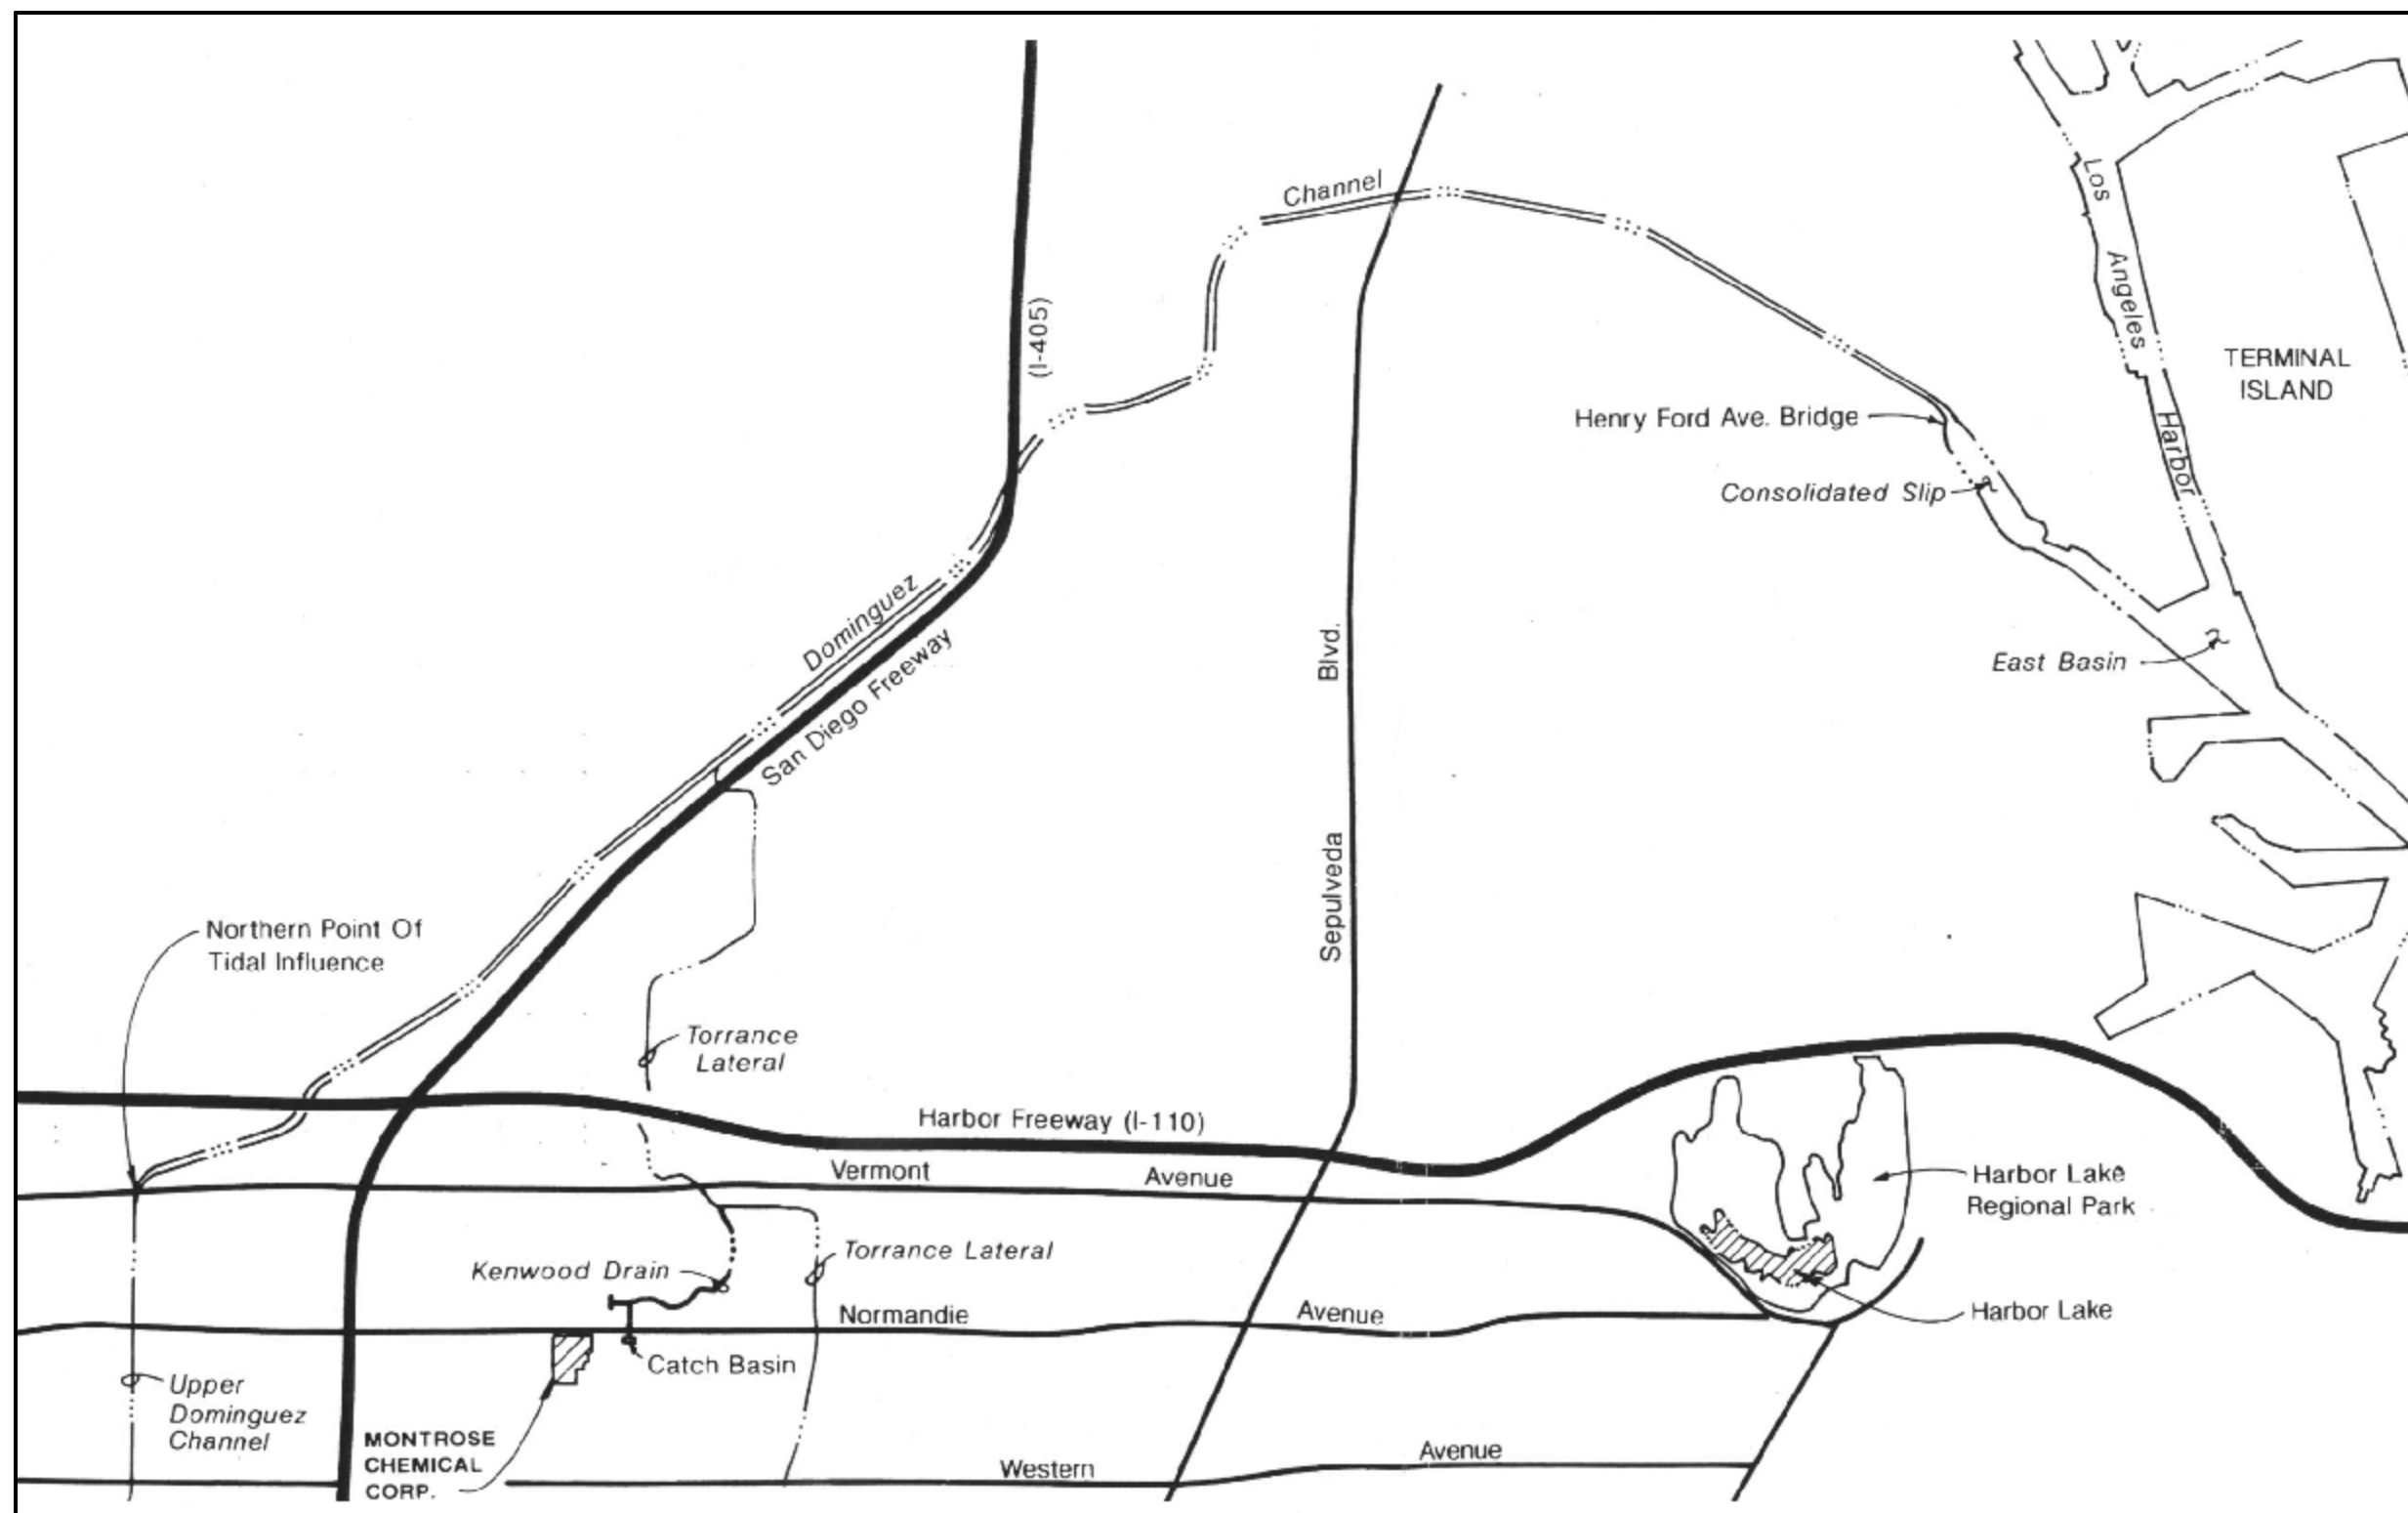 Channel
Los
Angeles
Harbor
(I-405)
TERMINAL
ISLAND
Henry Ford Ave. Bridge
Consolidated Slip
Dominguez
San Diego Freeway
Blvd.
East Basin
Sepulveda
Northern Point Of
Tidal Influence
Torrance
Lateral
Harbor Freeway (I-110)
Vermont
Avenue
Harbor Lake
Regional Park
Torrance Lateral
Kenwood Drain
Normandie
Avenue
Harbor Lake
Catch Basin
Upper
Dominguez
Channel
MONTROSE
CHEMICAL
CORP.
Western
Avenue